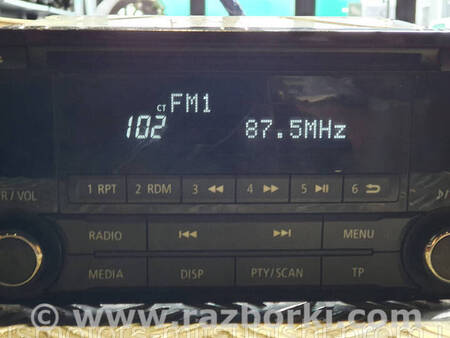 CT FM1
102 87.5MHz
R / VOL 1 RPT 2 RDM 3 ◀◀ 4 ▶▶ 5 ▶II 6 ⮌ ♪/
RADIO I◀◀ ▶▶I MENU
MEDIA DISP PTY/SCAN TP
www.razborki.com